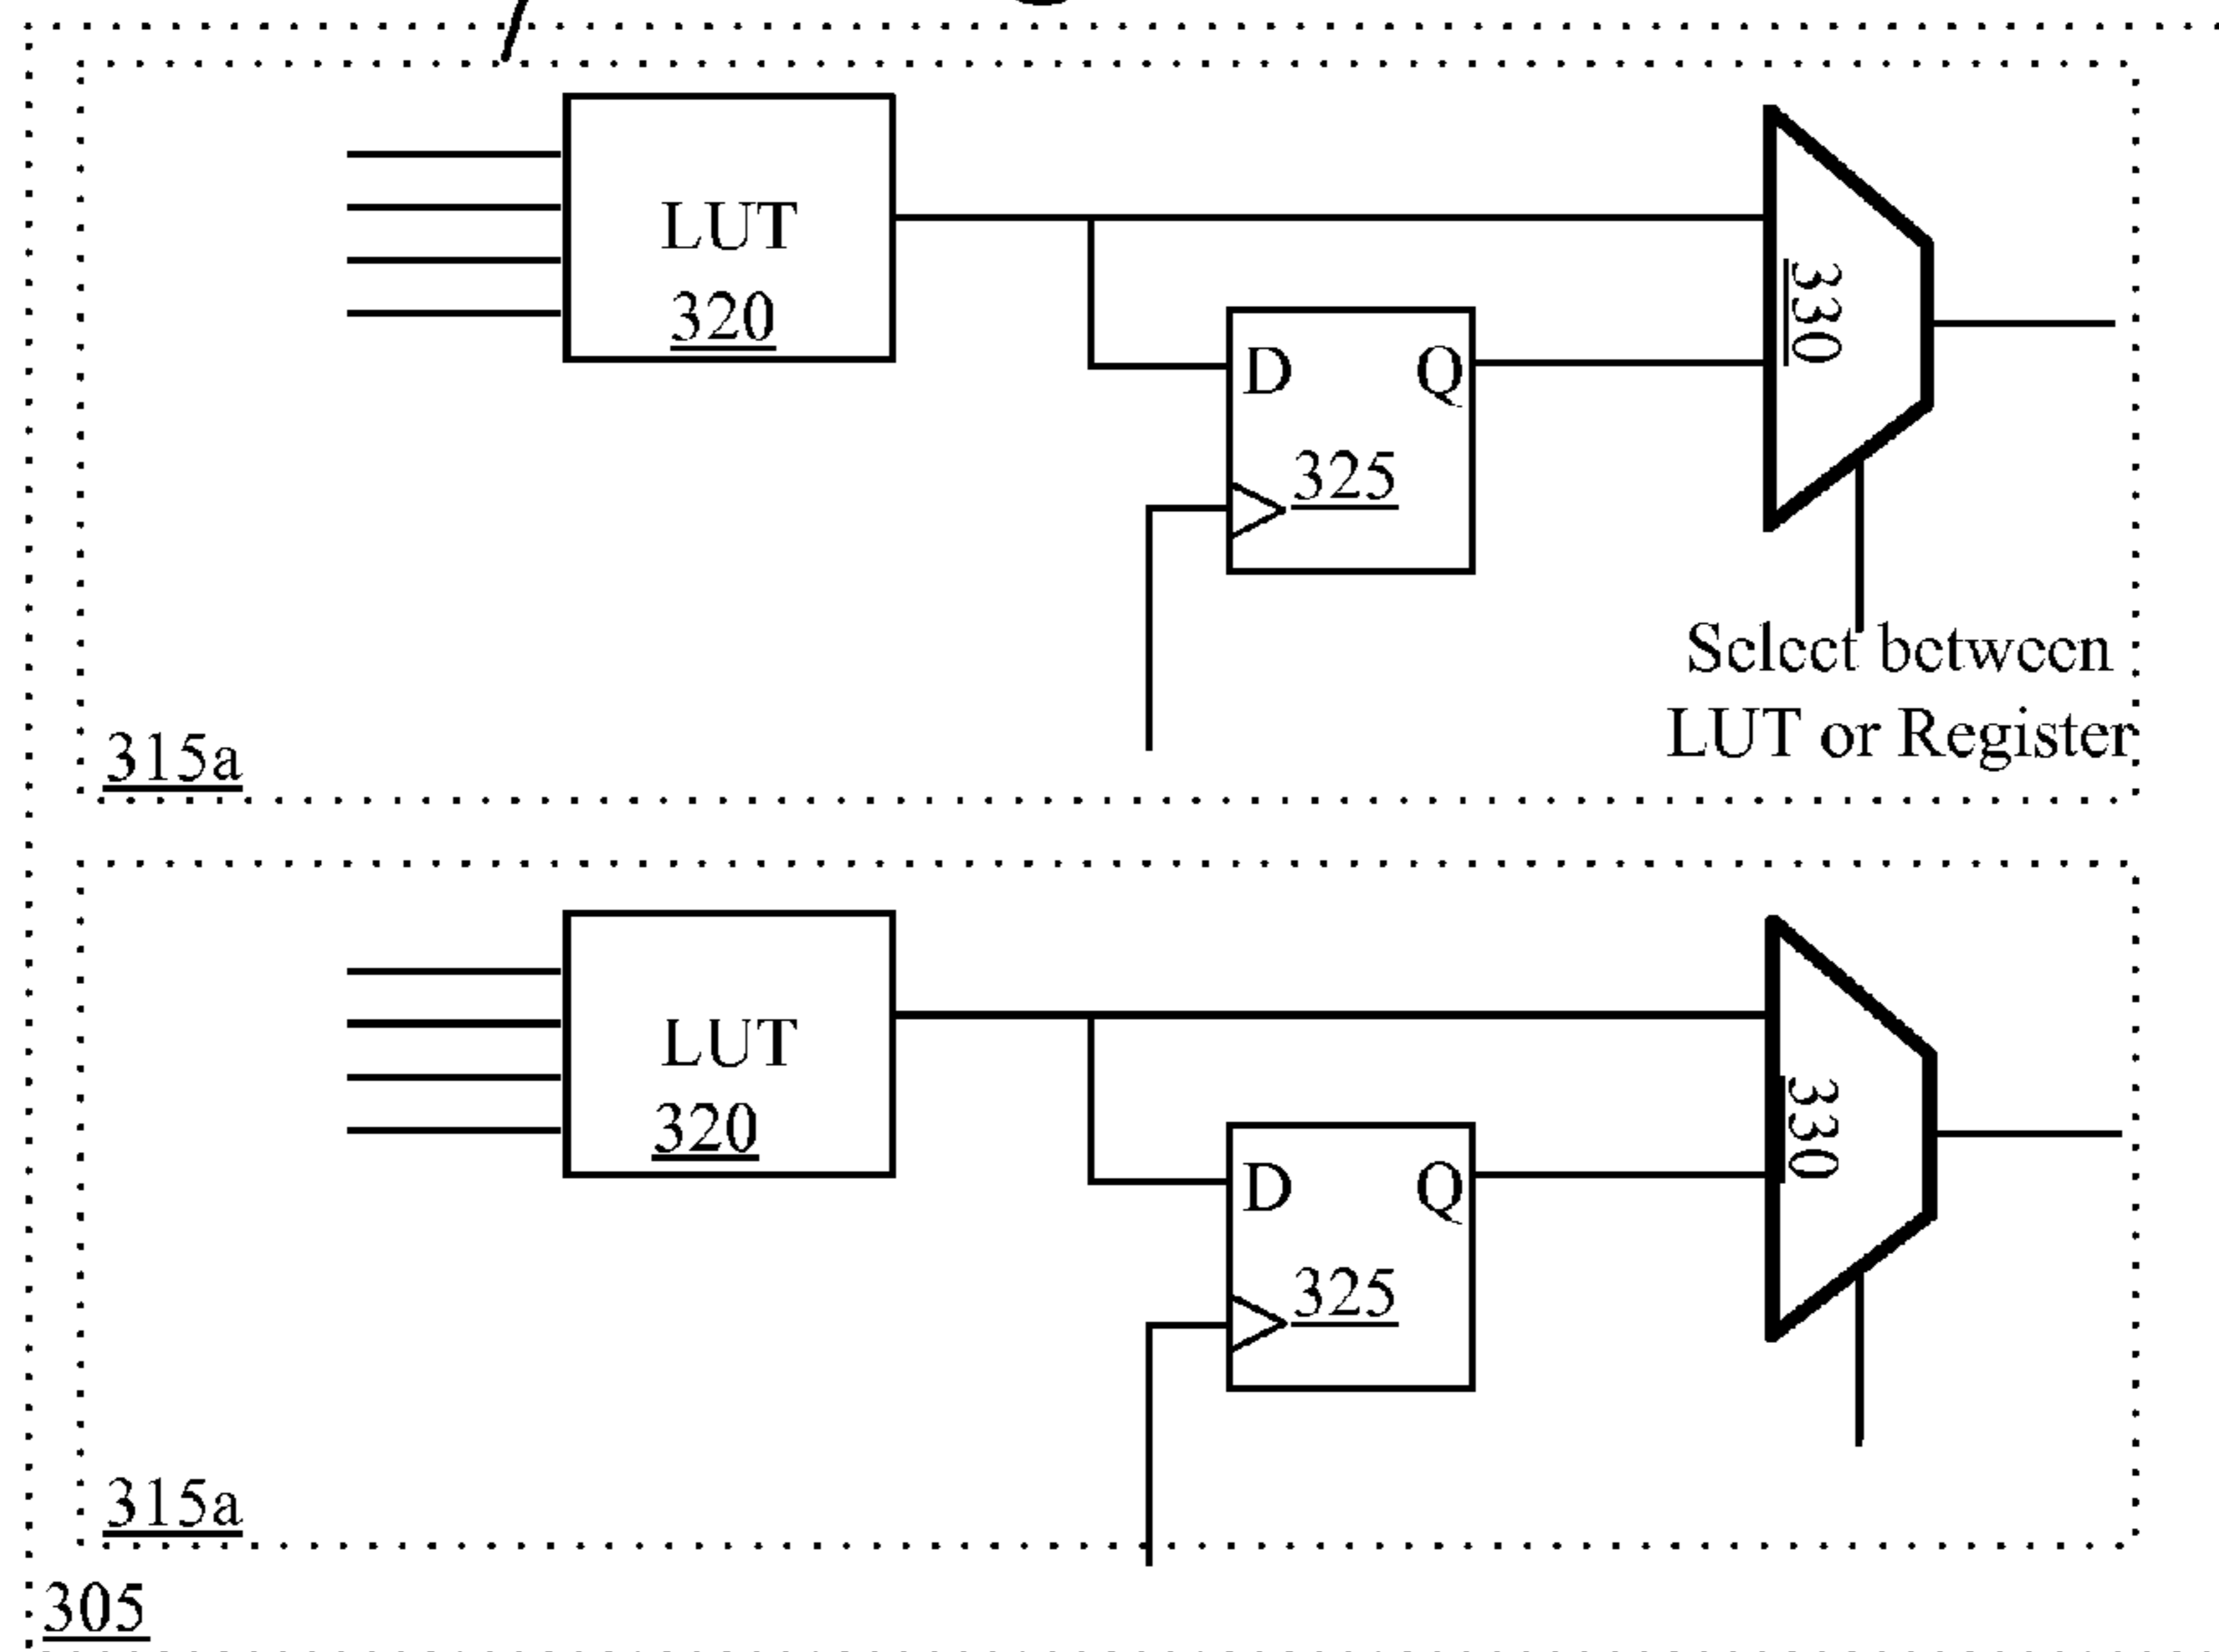 LUT
320
330
D Q
325
Select between
LUT or Register
315a
LUT
320
330
D Q
325
315a
305